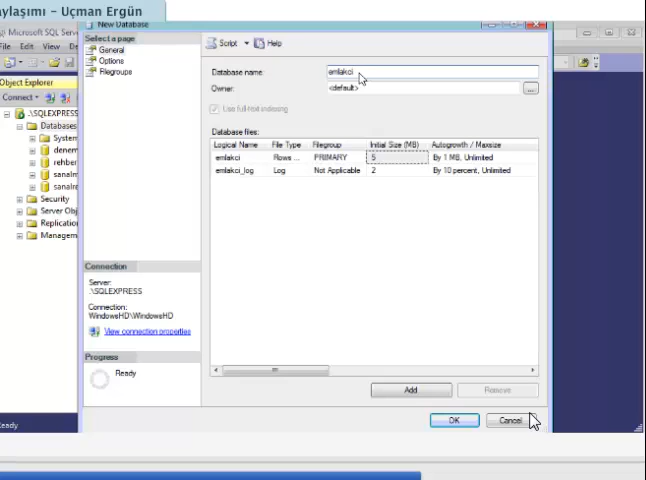 aylaşımı - Uçman Ergün
Microsoft SQL Serv
New Database
File Edit View De
Select a page
General
Options
Filegroups
Script
Help
Database name:
emlakci
Owner:
<default>
...
Use full-text indexing
Database files:
Logical Name File Type Filegroup Initial Size (MB) Autogrowth / Maxsize
emlakci Rows ... PRIMARY 5 By 1 MB, Unlimited
emlakci_log Log Not Applicable 2 By 10 percent, Unlimited
Object Explorer
Connect
.\SQLEXPRESS
Databases
System
denem
rehber
sanalm
sanalre
Security
Server Obj
Replication
Managem
Connection
Server:
.\SQLEXPRESS
Connection:
WindowsHD\WindowsHD
View connection properties
Progress
Ready
Add
Remove
OK
Cancel
eady